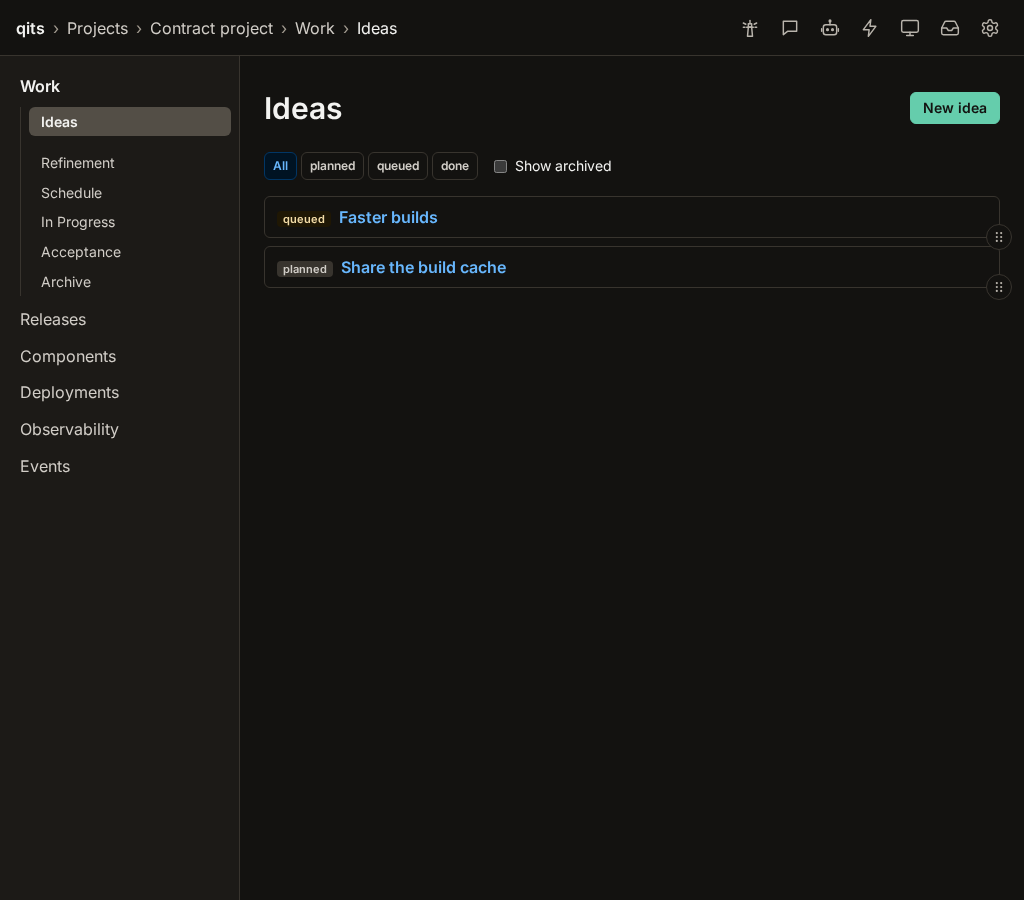 qits › Projects › Contract project › Work › Ideas
Work
Ideas
Refinement
Schedule
In Progress
Acceptance
Archive
Releases
Components
Deployments
Observability
Events
Ideas
New idea
All planned queued done Show archived
queued Faster builds
planned Share the build cache